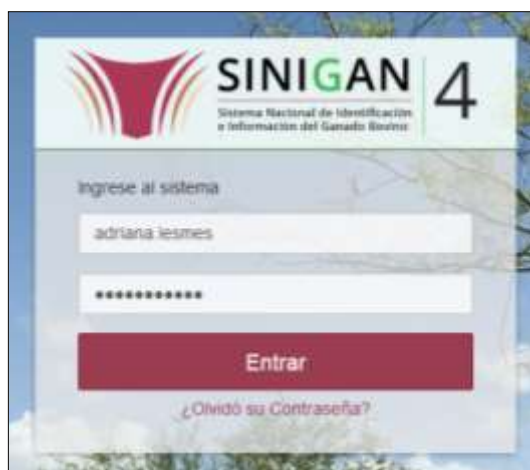 SINIGAN 4
Sistema Nacional de Identificación
e Información del Ganado Bovino
Ingrese al sistema
adriana lesmes
•••••••••••
Entrar
¿Olvidó su Contraseña?